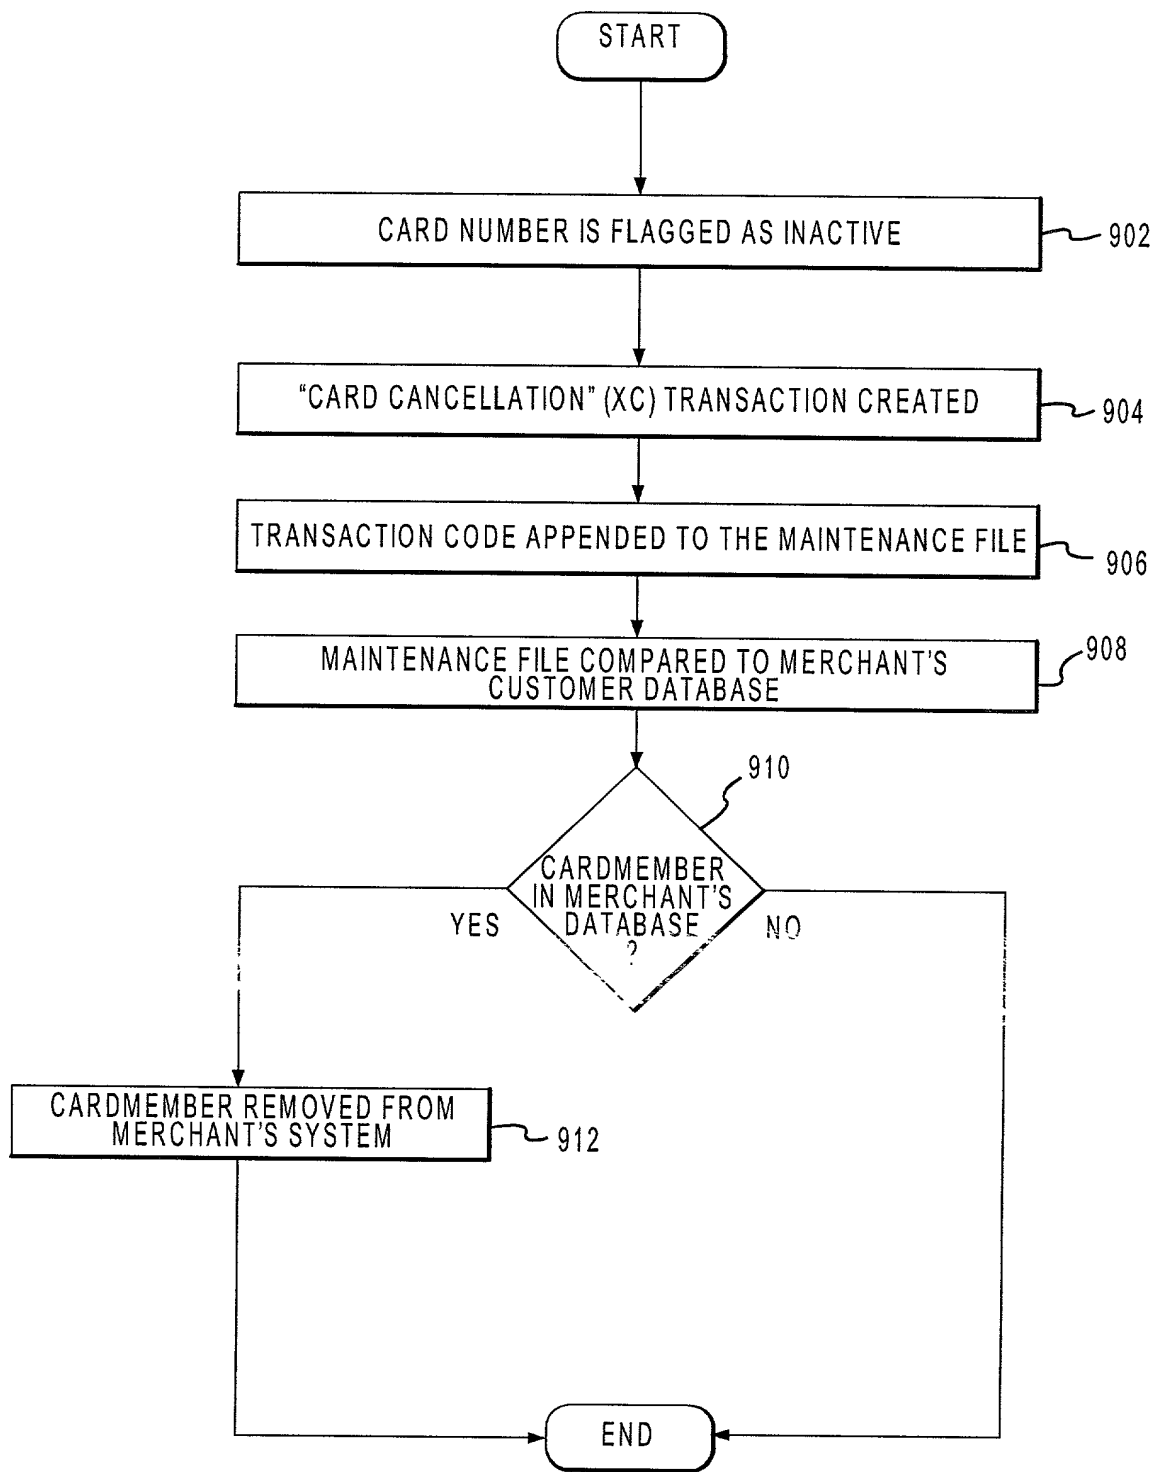 START
CARD NUMBER IS FLAGGED AS INACTIVE
902
“CARD CANCELLATION” (XC) TRANSACTION CREATED
904
TRANSACTION CODE APPENDED TO THE MAINTENANCE FILE
906
MAINTENANCE FILE COMPARED TO MERCHANT'S
CUSTOMER DATABASE
908
910
CARDMEMBER
IN MERCHANT'S
DATABASE
?
YES
NO
CARDMEMBER REMOVED FROM
MERCHANT'S SYSTEM
912
END